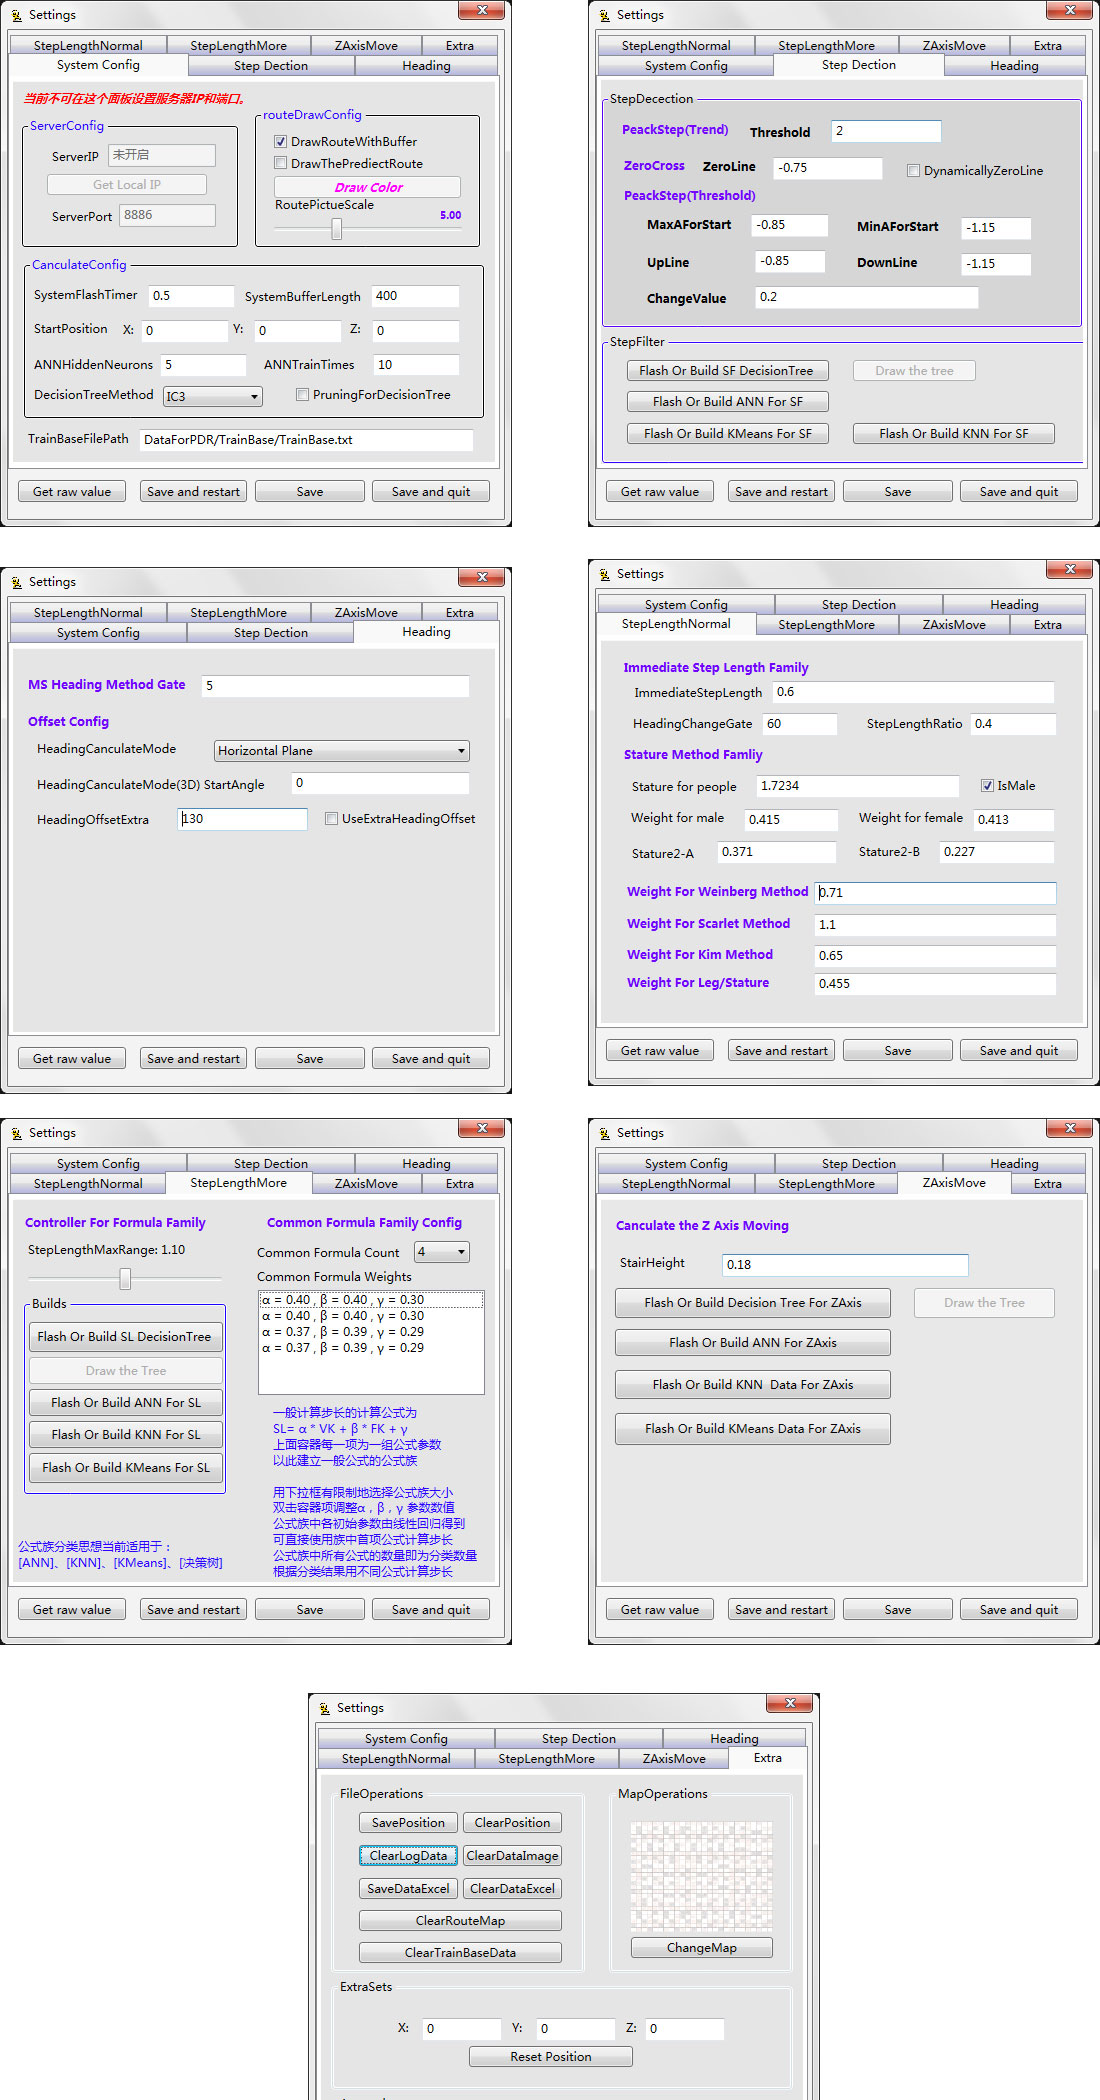 Settings
StepLengthNormal StepLengthMore ZAxisMove Extra
System Config Step Dection Heading
当前不可在这个面板设置服务器IP和端口。
ServerConfig
ServerIP 未开启
Get Local IP
ServerPort 8886
routeDrawConfig
DrawRouteWithBuffer
DrawThePrediectRoute
Draw Color
RoutePictueScale
5.00
CanculateConfig
SystemFlashTimer 0.5 SystemBufferLength 400
StartPosition X: 0 Y: 0 Z: 0
ANNHiddenNeurons 5 ANNTrainTimes 10
DecisionTreeMethod IC3 PruningForDecisionTree
TrainBaseFilePath DataForPDR/TrainBase/TrainBase.txt
Get raw value Save and restart Save Save and quit
Settings
StepLengthNormal StepLengthMore ZAxisMove Extra
System Config Step Dection Heading
StepDecection
PeackStep(Trend) Threshold 2
ZeroCross ZeroLine -0.75 DynamicallyZeroLine
PeackStep(Threshold)
MaxAForStart -0.85 MinAForStart -1.15
UpLine -0.85 DownLine -1.15
ChangeValue 0.2
StepFilter
Flash Or Build SF DecisionTree Draw the tree
Flash Or Build ANN For SF
Flash Or Build KMeans For SF Flash Or Build KNN For SF
Get raw value Save and restart Save Save and quit
Settings
StepLengthNormal StepLengthMore ZAxisMove Extra
System Config Step Dection Heading
MS Heading Method Gate 5
Offset Config
HeadingCanculateMode Horizontal Plane
HeadingCanculateMode(3D) StartAngle 0
HeadingOffsetExtra 130 UseExtraHeadingOffset
Get raw value Save and restart Save Save and quit
Settings
System Config Step Dection Heading
StepLengthNormal StepLengthMore ZAxisMove Extra
Immediate Step Length Family
ImmediateStepLength 0.6
HeadingChangeGate 60 StepLengthRatio 0.4
Stature Method Famliy
Stature for people 1.7234 IsMale
Weight for male 0.415 Weight for female 0.413
Stature2-A 0.371 Stature2-B 0.227
Weight For Weinberg Method 0.71
Weight For Scarlet Method 1.1
Weight For Kim Method 0.65
Weight For Leg/Stature 0.455
Get raw value Save and restart Save Save and quit
Settings
System Config Step Dection Heading
StepLengthNormal StepLengthMore ZAxisMove Extra
Controller For Formula Family
StepLengthMaxRange: 1.10
Builds
Flash Or Build SL DecisionTree
Draw the Tree
Flash Or Build ANN For SL
Flash Or Build KNN For SL
Flash Or Build KMeans For SL
公式族分类思想当前适用于：
[ANN]、[KNN]、[KMeans]、[决策树]
Common Formula Family Config
Common Formula Count 4
Common Formula Weights
α = 0.40 , β = 0.40 , γ = 0.30
α = 0.40 , β = 0.40 , γ = 0.30
α = 0.37 , β = 0.39 , γ = 0.29
α = 0.37 , β = 0.39 , γ = 0.29
一般计算步长的计算公式为
SL= α * VK + β * FK + γ
上面容器每一项为一组公式参数
以此建立一般公式的公式族
用下拉框有限制地选择公式族大小
双击容器项调整α , β , γ 参数数值
公式族中各初始参数由线性回归得到
可直接使用族中首项公式计算步长
公式族中所有公式的数量即为分类数量
根据分类结果用不同公式计算步长
Get raw value Save and restart Save Save and quit
Settings
System Config Step Dection Heading
StepLengthNormal StepLengthMore ZAxisMove Extra
Canculate the Z Axis Moving
StairHeight 0.18
Flash Or Build Decision Tree For ZAxis Draw the Tree
Flash Or Build ANN For ZAxis
Flash Or Build KNN  Data For ZAxis
Flash Or Build KMeans Data For ZAxis
Get raw value Save and restart Save Save and quit
Settings
System Config Step Dection Heading
StepLengthNormal StepLengthMore ZAxisMove Extra
FileOperations
SavePosition ClearPosition
ClearLogData ClearDataImage
SaveDataExcel ClearDataExcel
ClearRouteMap
ClearTrainBaseData
MapOperations
ChangeMap
ExtraSets
X: 0 Y: 0 Z: 0
Reset Position